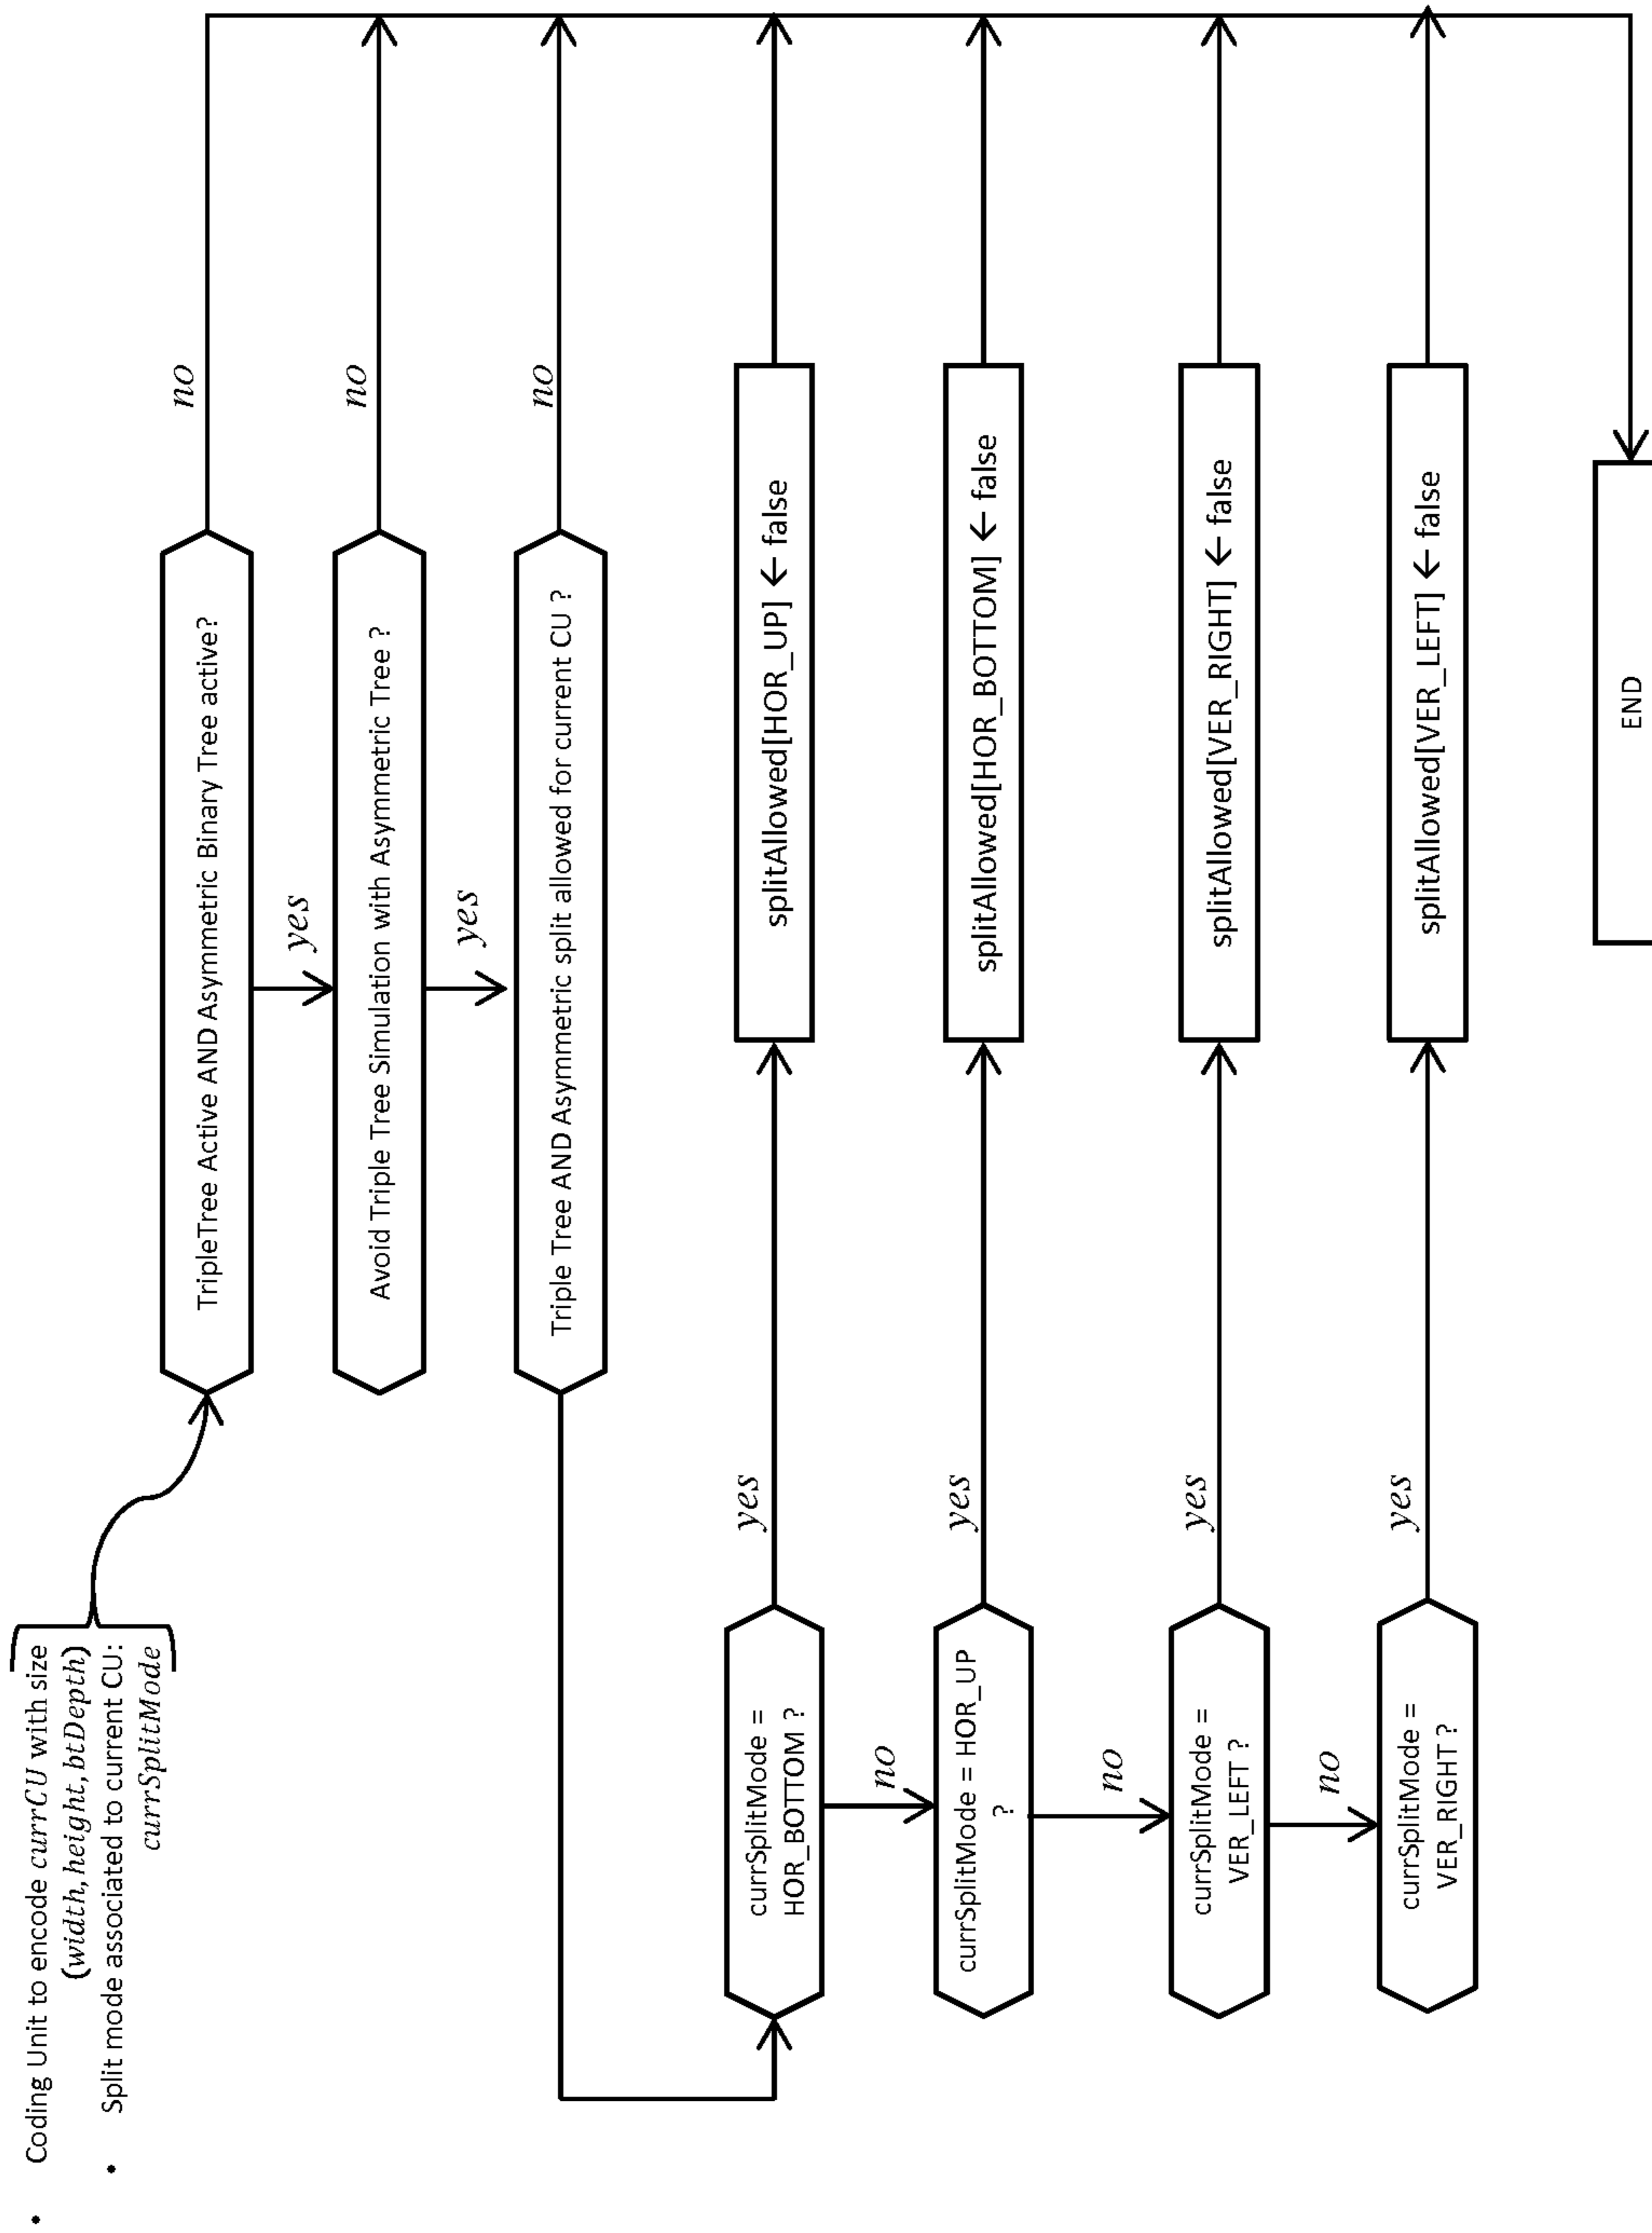 • Coding Unit to encode currCU with size
(width, height, btDepth)
• Split mode associated to current CU:
currSplitMode
TripleTree Active AND Asymmetric Binary Tree active?
no
yes
Avoid Triple Tree Simulation with Asymmetric Tree ?
no
yes
Triple Tree AND Asymmetric split allowed for current CU ?
no
currSplitMode =
HOR_BOTTOM ?
yes
splitAllowed[HOR_UP] ← false
no
currSplitMode = HOR_UP
?
yes
splitAllowed[HOR_BOTTOM] ← false
no
currSplitMode =
VER_LEFT ?
yes
splitAllowed[VER_RIGHT] ← false
no
currSplitMode =
VER_RIGHT ?
yes
splitAllowed[VER_LEFT] ← false
END